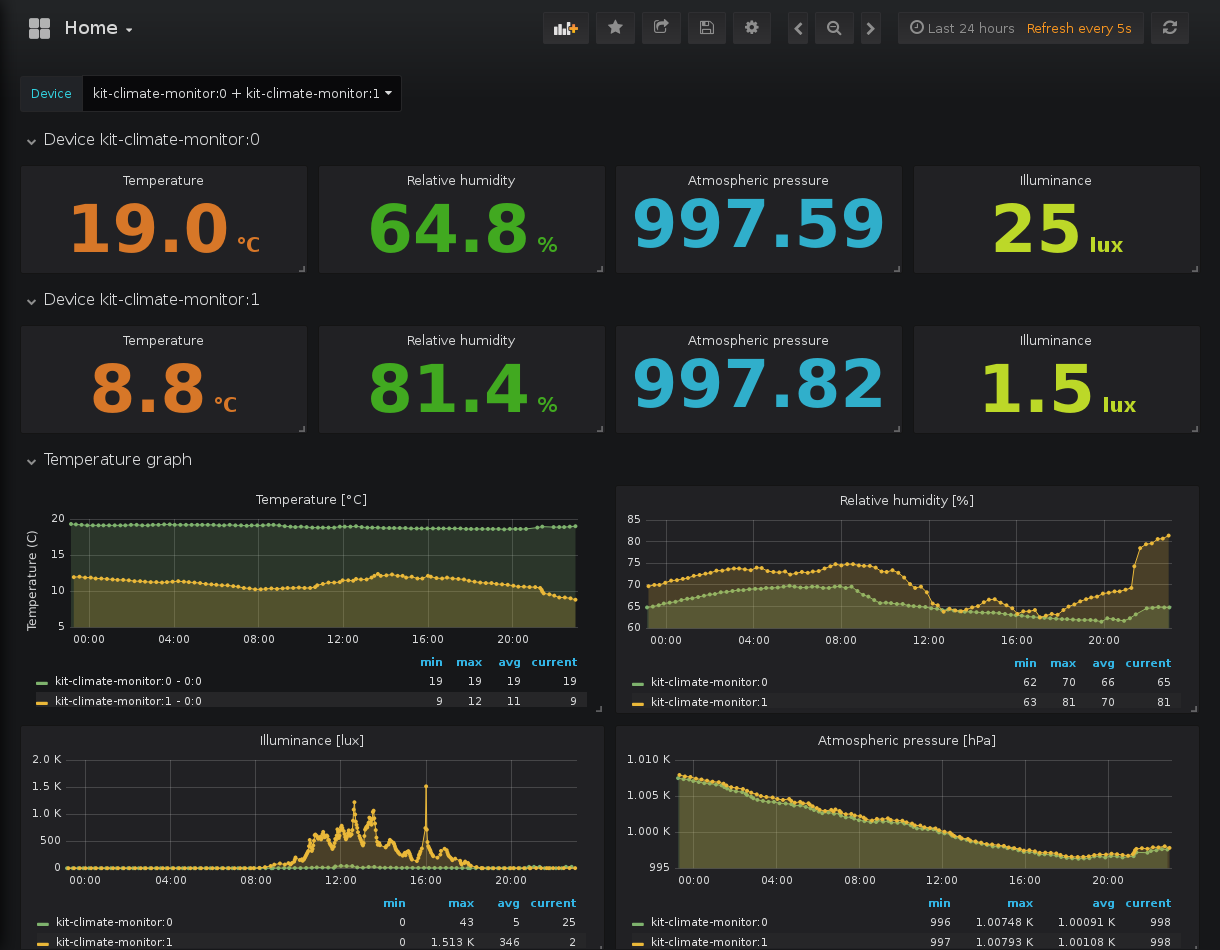 Home
Last 24 hours Refresh every 5s
Device kit-climate-monitor:0 + kit-climate-monitor:1
Device kit-climate-monitor:0
Temperature Relative humidity Atmospheric pressure Illuminance
19.0 °C 64.8 % 997.59 25 lux
Device kit-climate-monitor:1
Temperature Relative humidity Atmospheric pressure Illuminance
8.8 °C 81.4 % 997.82 1.5 lux
Temperature graph
Temperature [°C]
Temperature (C)
20
15
10
5
00:00 04:00 08:00 12:00 16:00 20:00
min max avg current
kit-climate-monitor:0 - 0:0 19 19 19 19
kit-climate-monitor:1 - 0:0 9 12 11 9
Relative humidity [%]
85
80
75
70
65
60
00:00 04:00 08:00 12:00 16:00 20:00
min max avg current
kit-climate-monitor:0 62 70 66 65
kit-climate-monitor:1 63 81 70 81
Illuminance [lux]
2.0 K
1.5 K
1.0 K
500
0
00:00 04:00 08:00 12:00 16:00 20:00
min max avg current
kit-climate-monitor:0 0 43 5 25
kit-climate-monitor:1 0 1.513 K 346 2
Atmospheric pressure [hPa]
1.010 K
1.005 K
1.000 K
995
00:00 04:00 08:00 12:00 16:00 20:00
min max avg current
kit-climate-monitor:0 996 1.00748 K 1.00091 K 998
kit-climate-monitor:1 997 1.00793 K 1.00108 K 998